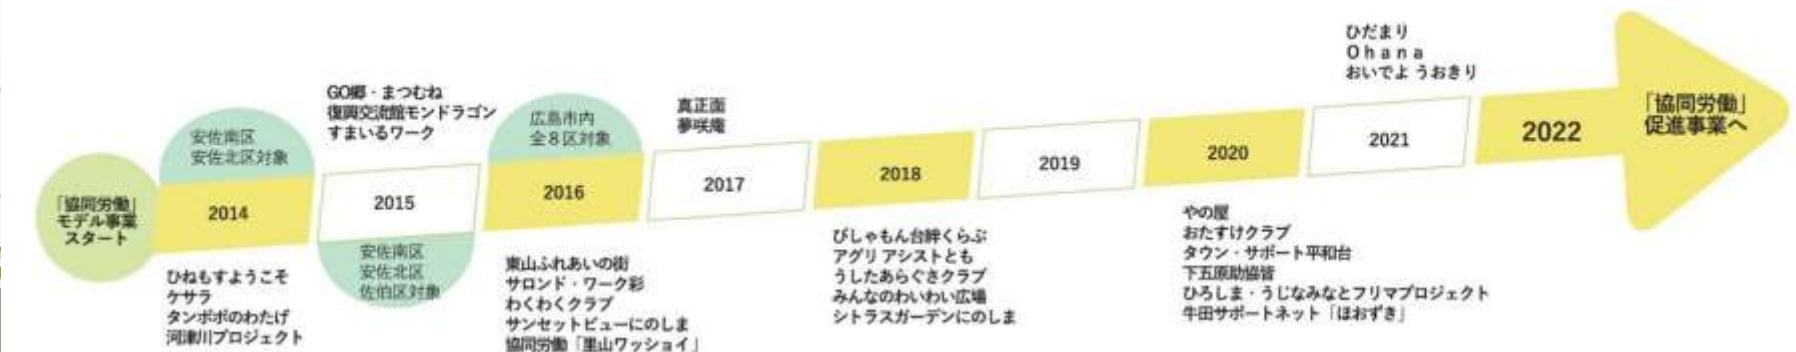 「協同労働」
モデル事業
スタート
安佐南区
安佐北区対象
2014
ひねもすようこそ
ケサラ
タンポポのわたげ
河津川プロジェクト
GO郷・まつむね
復興交流館モンドラゴン
すまいるワーク
2015
安佐南区
安佐北区
佐伯区対象
広島市内
全8区対象
2016
東山ふれあいの街
サロンド・ワーク彩
わくわくクラブ
サンセットビューにのしま
協同労働「里山ワッショイ」
真正面
夢咲庵
2017
2018
びしゃもん台絆くらぶ
アグリアシストとも
うしたあらぐさクラブ
みんなのわいわい広場
シトラスガーデンにのしま
2019
2020
やの屋
おたすけクラブ
タウン・サポート平和台
下五原助協皆
ひろしま・うじなみなとフリマプロジェクト
牛田サポートネット「ほおずき」
ひだまり
Ohana
おいでよ うおきり
2021
2022
「協同労働」
促進事業へ